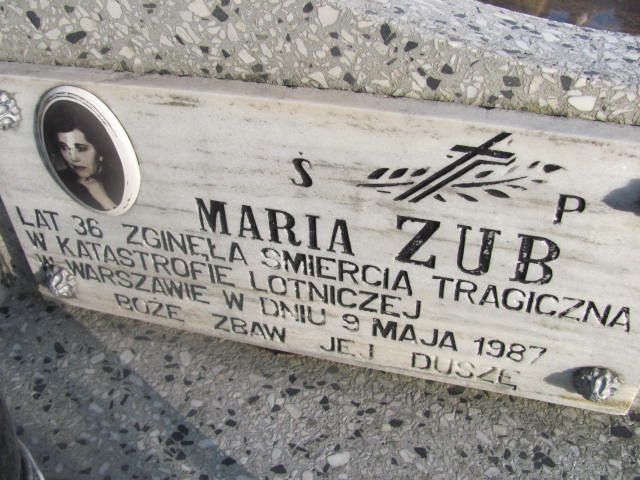 Ś P
MARIA ZUB
LAT 36 ZGINĘŁA ŚMIERCIĄ TRAGICZNĄ
W KATASTROFIE LOTNICZEJ
W WARSZAWIE W DNIU 9 MAJA 1987
BOŻE ZBAW JEJ DUSZĘ